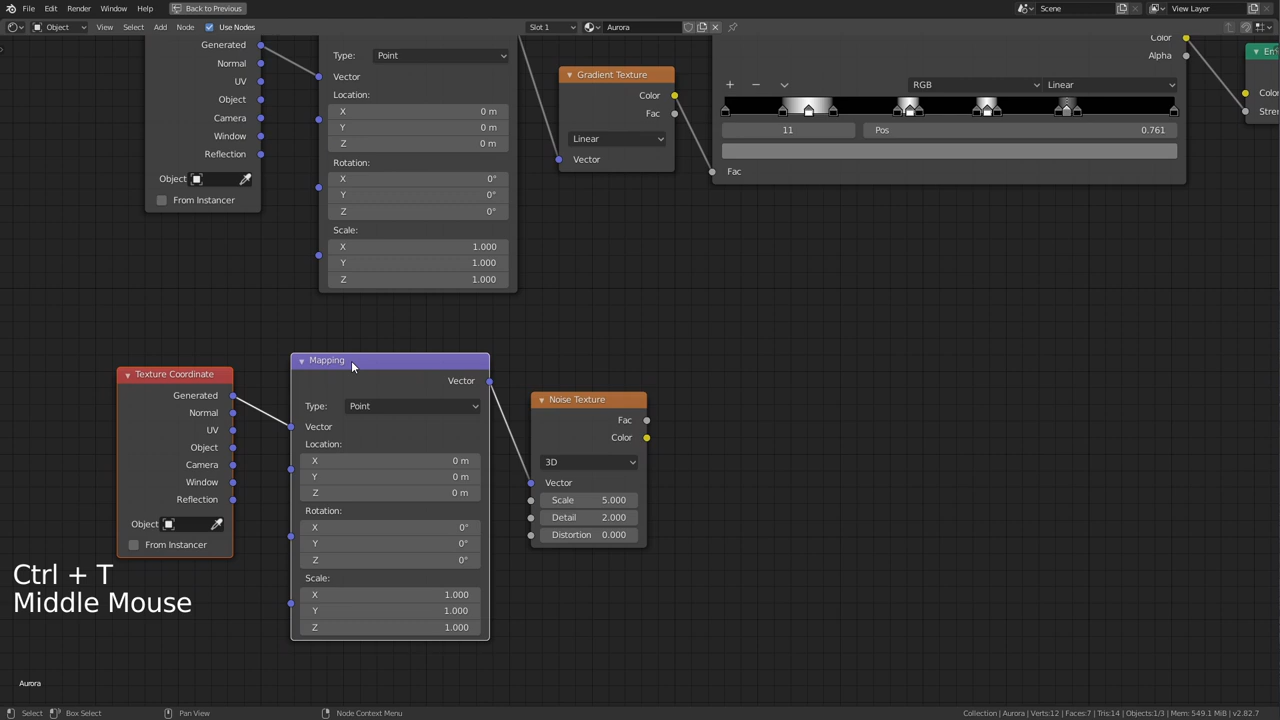 File Edit Render Window Help Back to Previous Scene View Layer
Object View Select Add Node Use Nodes Slot 1 Aurora
Generated
Normal
UV
Object
Camera
Window
Reflection
Object
From Instancer
Type: Point
Vector
Location:
X 0 m
Y 0 m
Z 0 m
Rotation:
X 0°
Y 0°
Z 0°
Scale:
X 1.000
Y 1.000
Z 1.000
Gradient Texture
Color
Fac
Linear
Vector
Color
Alpha
RGB Linear
11 Pos 0.761
Fac
Texture Coordinate
Generated
Normal
UV
Object
Camera
Window
Reflection
Object
From Instancer
Mapping
Vector
Type: Point
Vector
Location:
X 0 m
Y 0 m
Z 0 m
Rotation:
X 0°
Y 0°
Z 0°
Scale:
X 1.000
Y 1.000
Z 1.000
Noise Texture
Fac
Color
3D
Vector
Scale 5.000
Detail 2.000
Distortion 0.000
Ctrl + T
Middle Mouse
Aurora
Select Box Select Pan View Node Context Menu Collection | Aurora | Verts:12 | Faces:7 | Tris:14 | Objects:1/3 | Mem: 549.1 MiB | v2.82.7